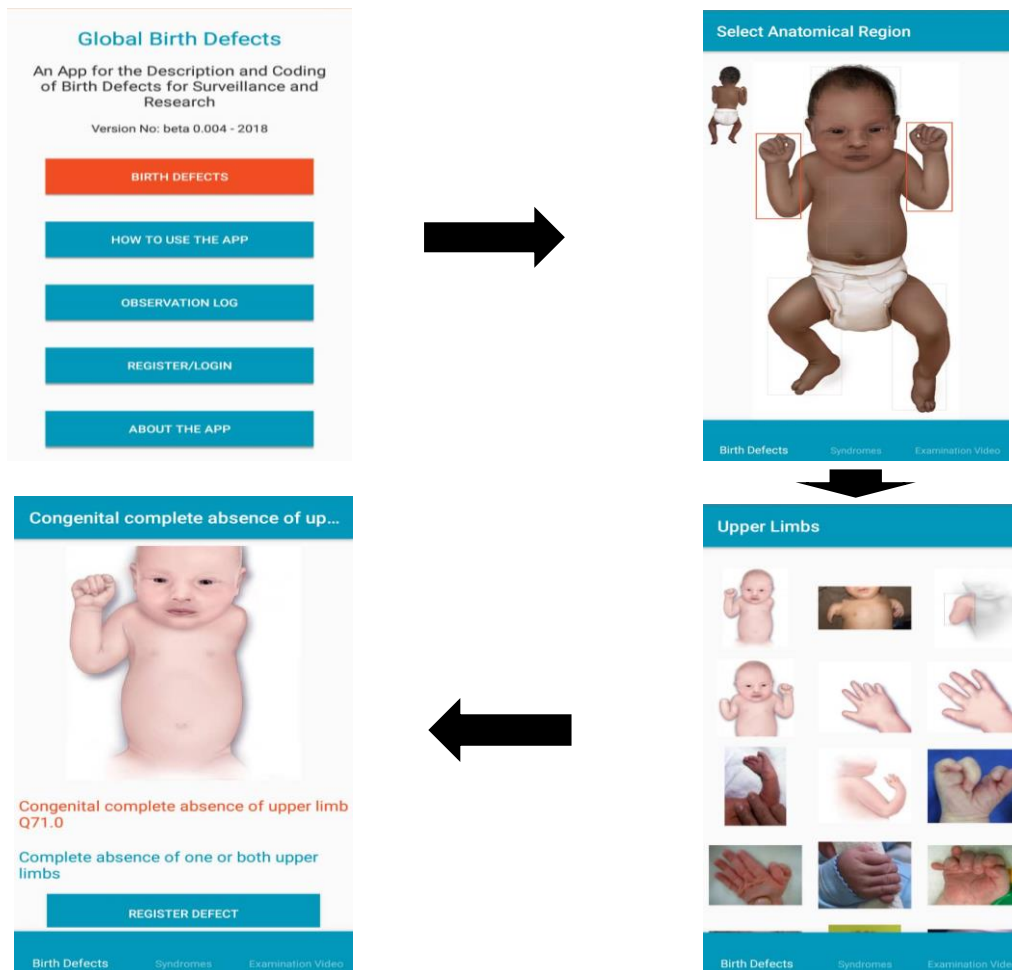 Global Birth Defects
An App for the Description and Coding
of Birth Defects for Surveillance and
Research
Version No: beta 0.004 - 2018
BIRTH DEFECTS
HOW TO USE THE APP
OBSERVATION LOG
REGISTER/LOGIN
ABOUT THE APP
Select Anatomical Region
Birth Defects Syndromes Examination Video
Upper Limbs
Birth Defects Syndromes Examination Vide
Congenital complete absence of up...
Congenital complete absence of upper limb
Q71.0
Complete absence of one or both upper
limbs
REGISTER DEFECT
Birth Defects Syndromes Examination Video